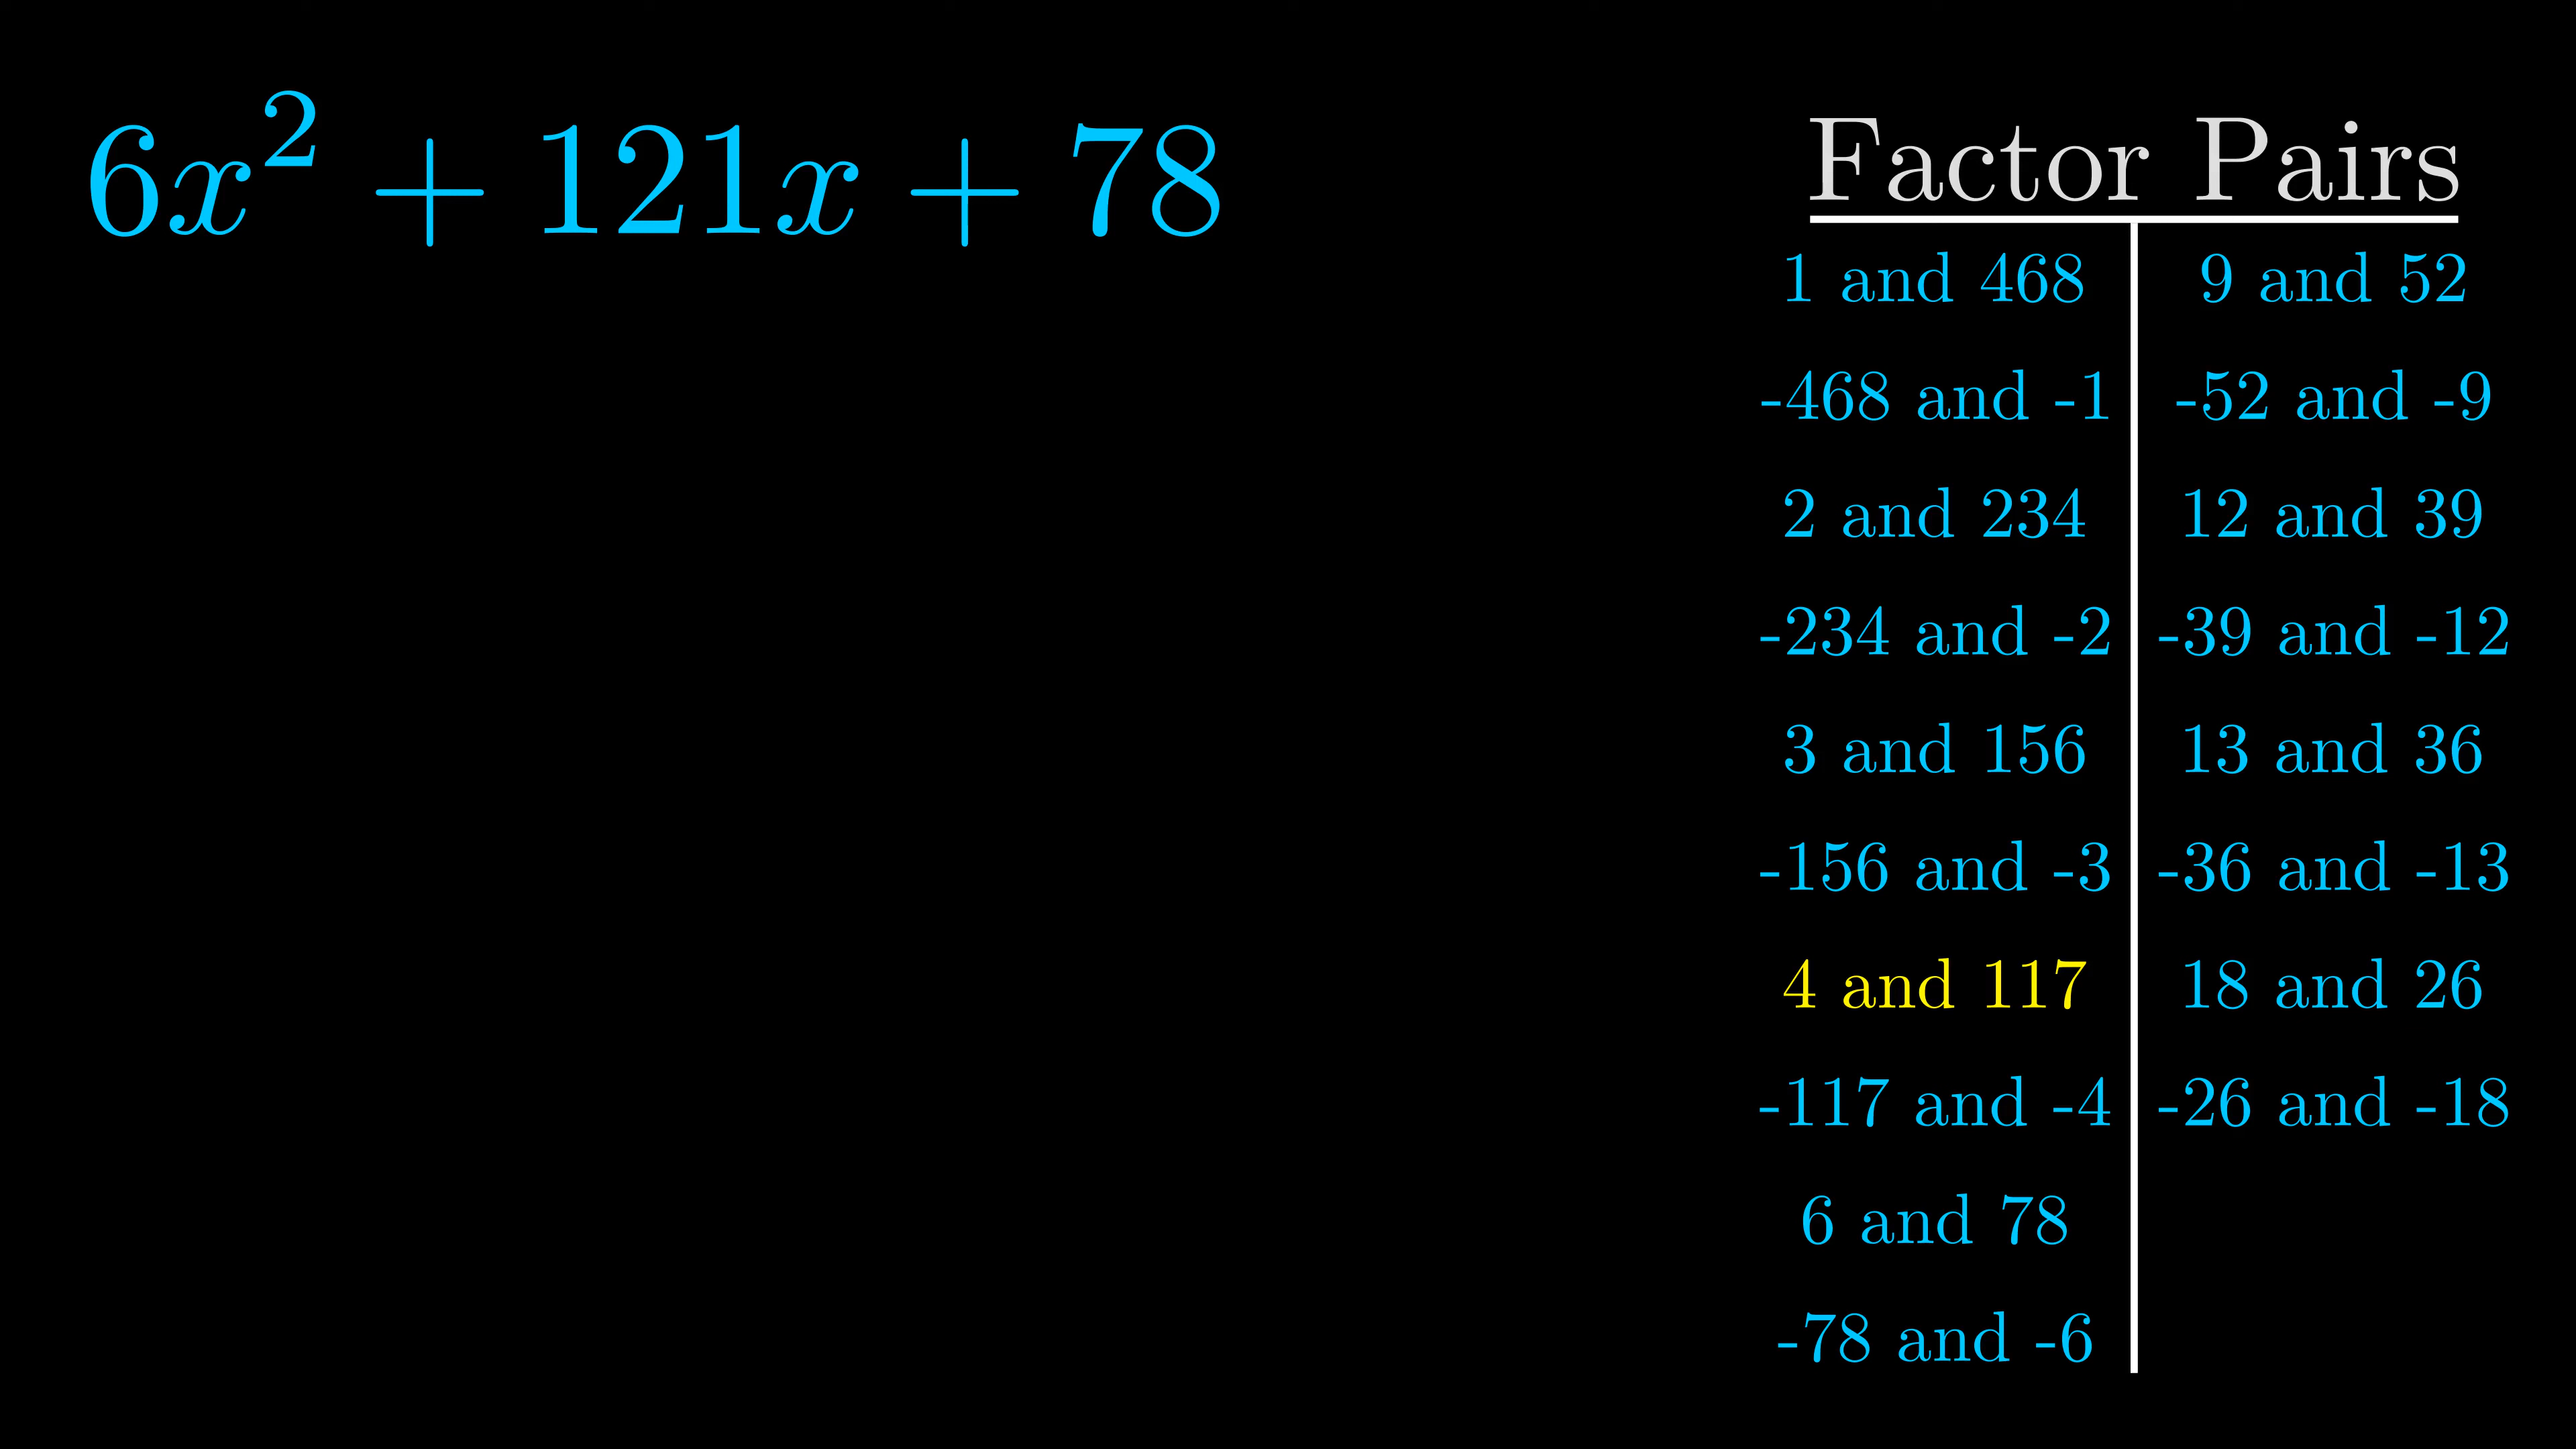 6x² + 121x + 78
Factor Pairs
1 and 468
-468 and -1
2 and 234
-234 and -2
3 and 156
-156 and -3
4 and 117
-117 and -4
6 and 78
-78 and -6
9 and 52
-52 and -9
12 and 39
-39 and -12
13 and 36
-36 and -13
18 and 26
-26 and -18